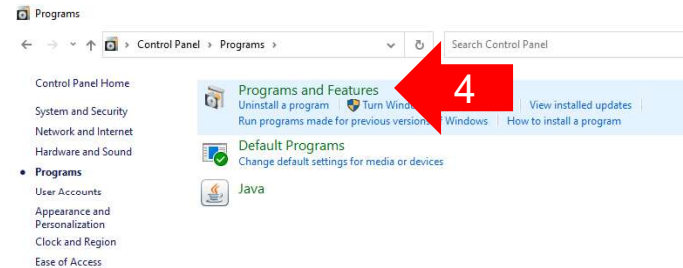 Programs
Control Panel > Programs >
Search Control Panel
Control Panel Home
System and Security
Network and Internet
Hardware and Sound
Programs
User Accounts
Appearance and
Personalization
Clock and Region
Ease of Access
Programs and Features
Uninstall a program Turn View installed updates
Run programs made for previous Windows How to install a program
Default Programs
Change default settings for media or devices
Java
4